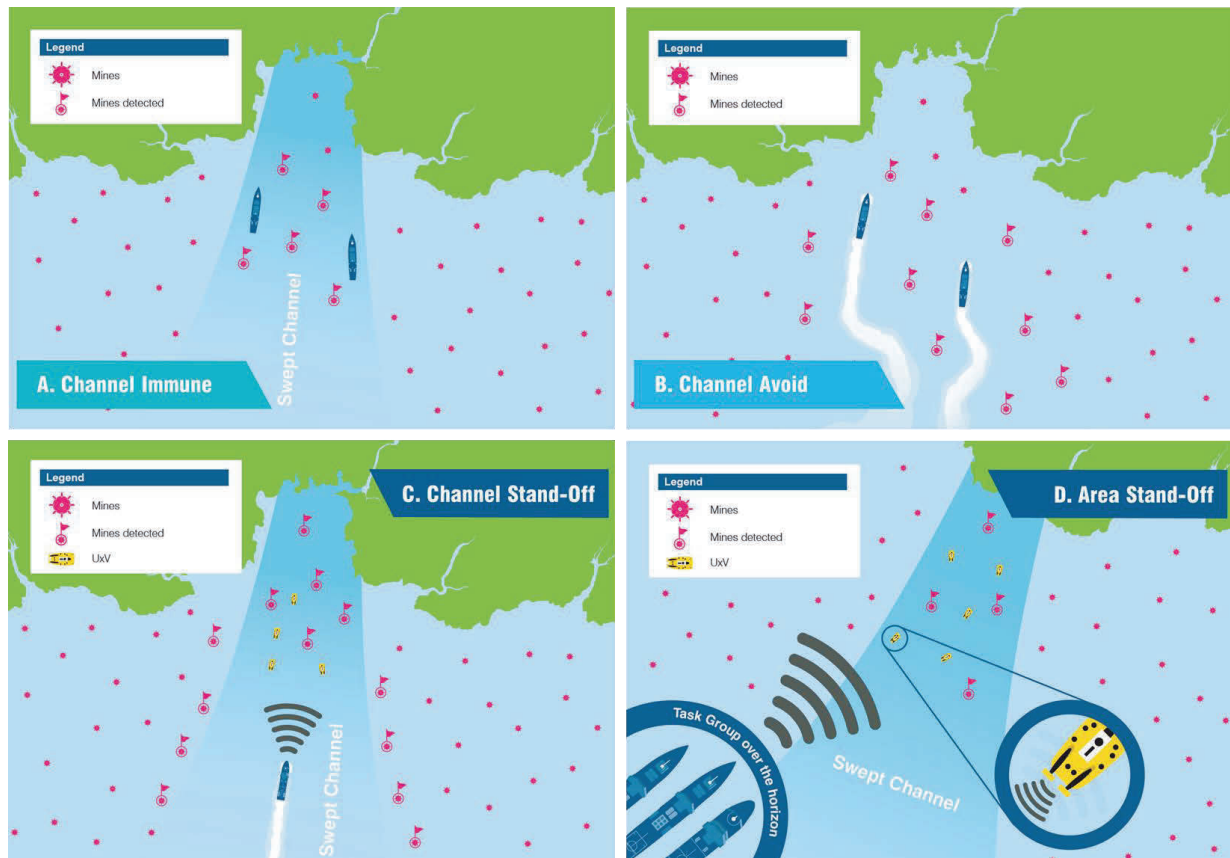 Legend
Mines
Mines detected
Swept Channel
A. Channel Immune
Legend
Mines
Mines detected
B. Channel Avoid
Legend
Mines
Mines detected
UxV
C. Channel Stand-Off
Swept Channel
Legend
Mines
Mines detected
UxV
D. Area Stand-Off
Task Group over the horizon
Swept Channel